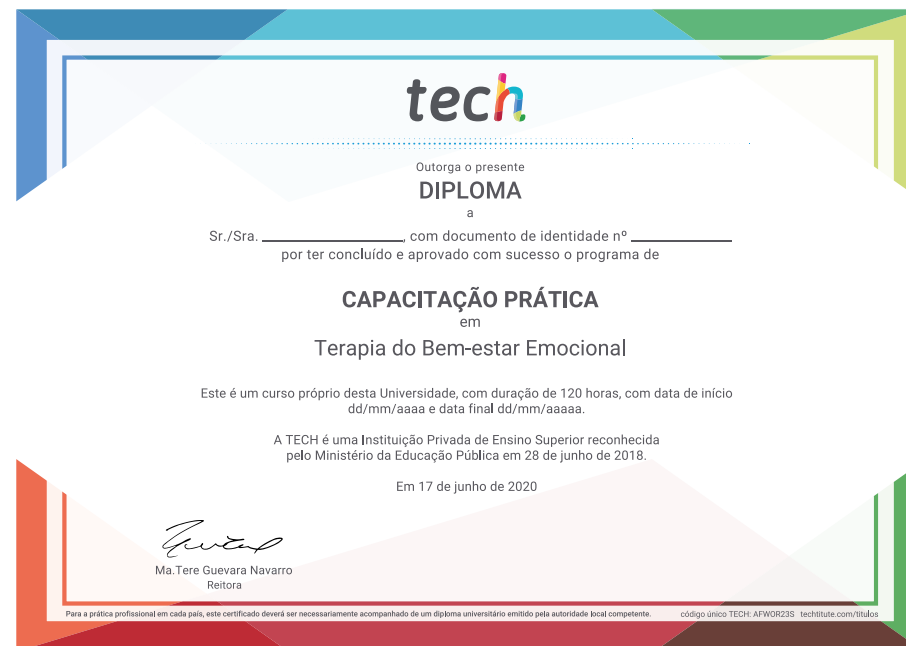 tech
Outorga o presente
DIPLOMA
a
Sr./Sra. ________________, com documento de identidade nº ____________
por ter concluído e aprovado com sucesso o programa de
CAPACITAÇÃO PRÁTICA
em
Terapia do Bem-estar Emocional
Este é um curso próprio desta Universidade, com duração de 120 horas, com data de início
dd/mm/aaaa e data final dd/mm/aaaaa.
A TECH é uma Instituição Privada de Ensino Superior reconhecida
pelo Ministério da Educação Pública em 28 de junho de 2018.
Em 17 de junho de 2020
Ma.Tere Guevara Navarro
Reitora
Para a prática profissional em cada país, este certificado deverá ser necessariamente acompanhado de um diploma universitário emitido pela autoridade local competente. código único TECH: AFWOR23S techtitute.com/titulos